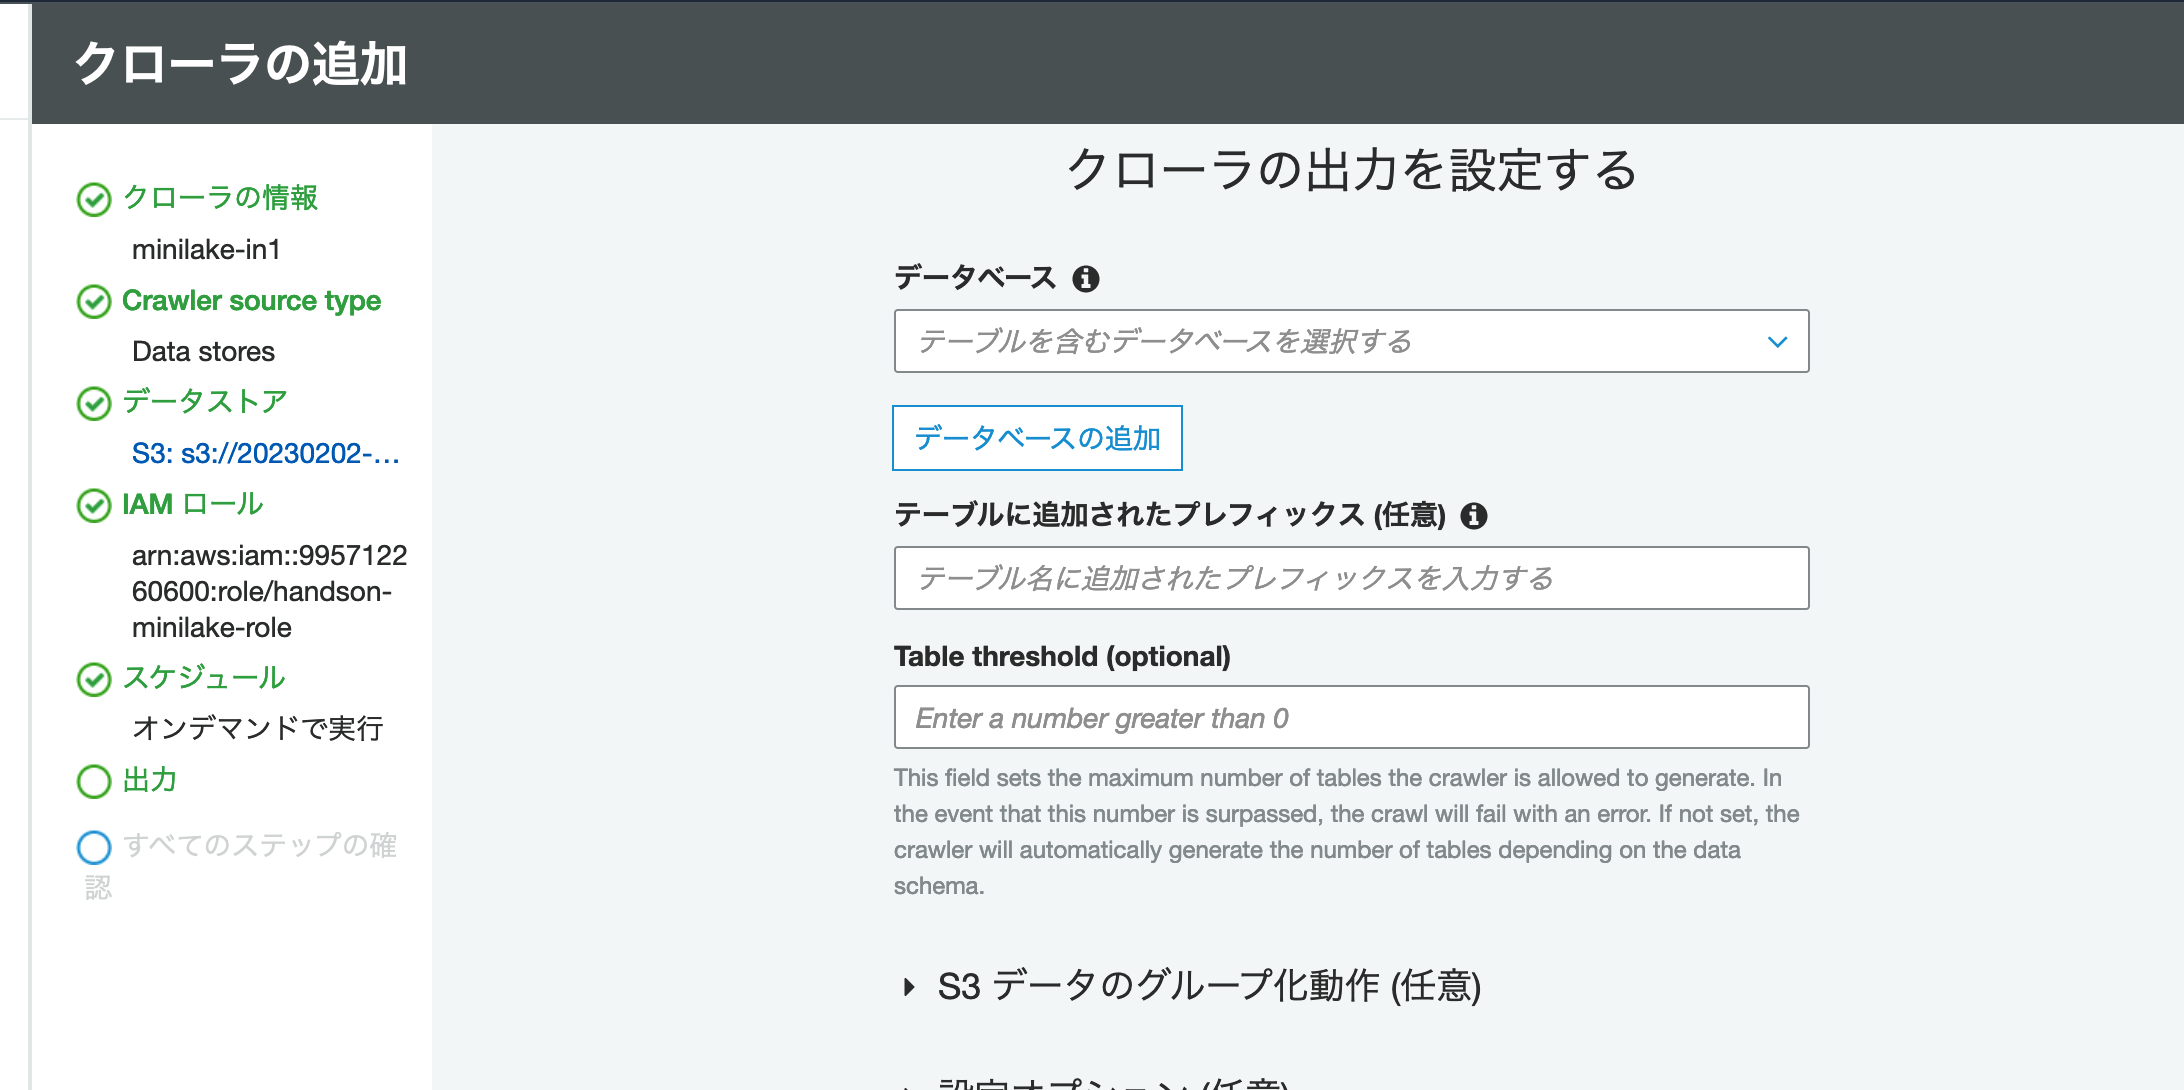 クローラの追加
クローラの情報
minilake-in1
Crawler source type
Data stores
データストア
S3: s3://20230202-...
IAM ロール
arn:aws:iam::9957122
60600:role/handson-
minilake-role
スケジュール
オンデマンドで実行
出力
すべてのステップの確
認
クローラの出力を設定する
データベース
テーブルを含むデータベースを選択する
データベースの追加
テーブルに追加されたプレフィックス (任意)
テーブル名に追加されたプレフィックスを入力する
Table threshold (optional)
Enter a number greater than 0
This field sets the maximum number of tables the crawler is allowed to generate. In
the event that this number is surpassed, the crawl will fail with an error. If not set, the
crawler will automatically generate the number of tables depending on the data
schema.
S3 データのグループ化動作 (任意)
設定オプション (任意)